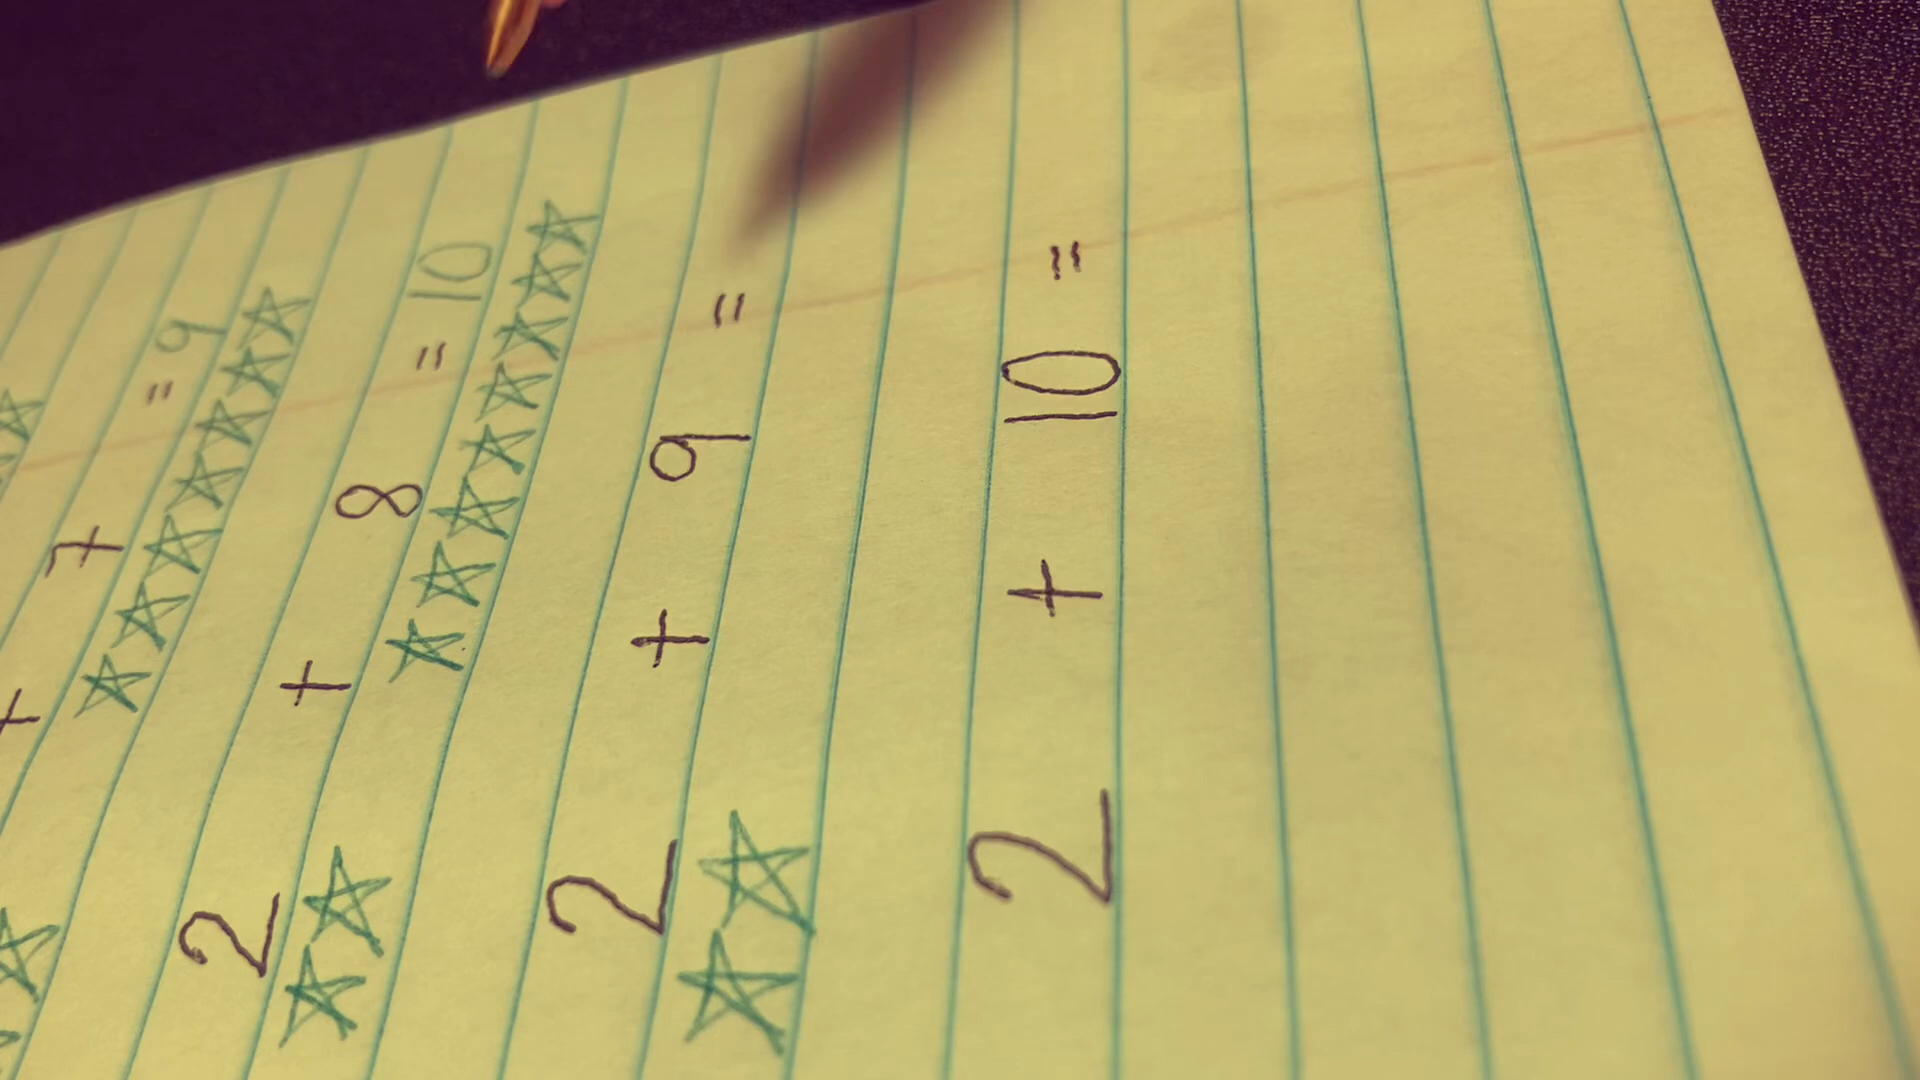 + 7 = 9
2 + 8 = 10
2 + 9 =
2 + 10 =